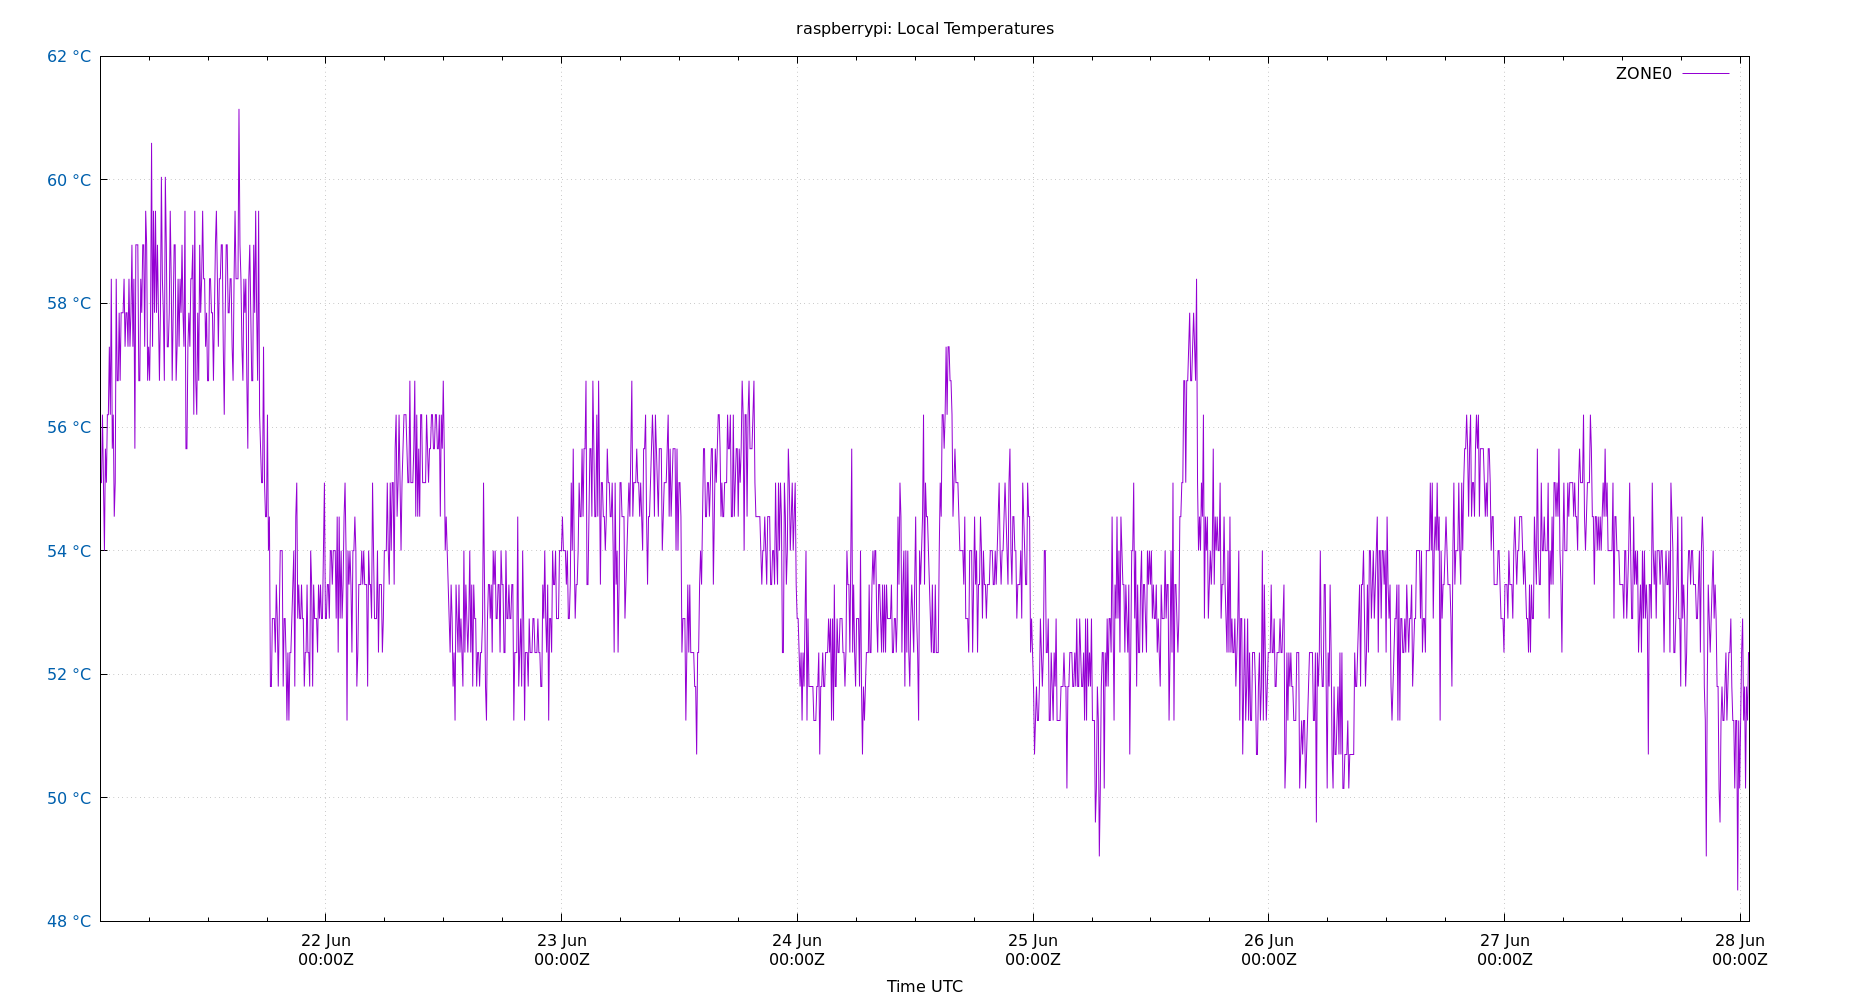 raspberrypi: Local Temperatures
62 °C
ZONE0
60 °C
58 °C
56 °C
54 °C
52 °C
50 °C
48 °C
22 Jun 23 Jun 24 Jun 25 Jun 26 Jun 27 Jun 28 Jun
00:00Z 00:00Z 00:00Z 00:00Z 00:00Z 00:00Z 00:00Z
Time UTC